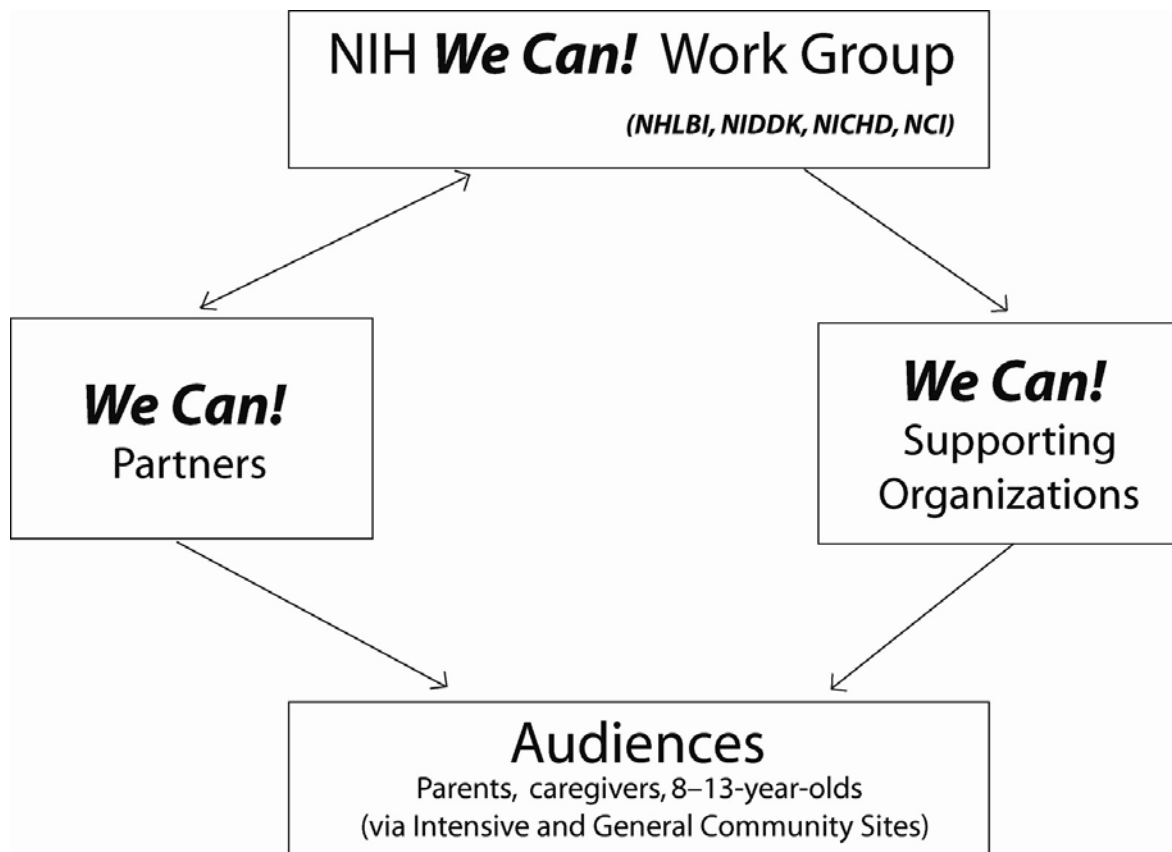 NIH We Can! Work Group
(NHLBI, NIDDK, NICHD, NCI)
We Can!
Partners
We Can!
Supporting
Organizations
Audiences
Parents, caregivers, 8–13-year-olds
(via Intensive and General Community Sites)